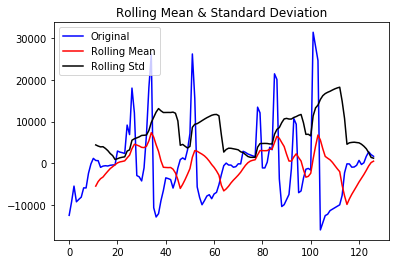 Rolling Mean & Standard Deviation
Original
Rolling Mean
Rolling Std
30000
20000
10000
0
−10000
0 20 40 60 80 100 120